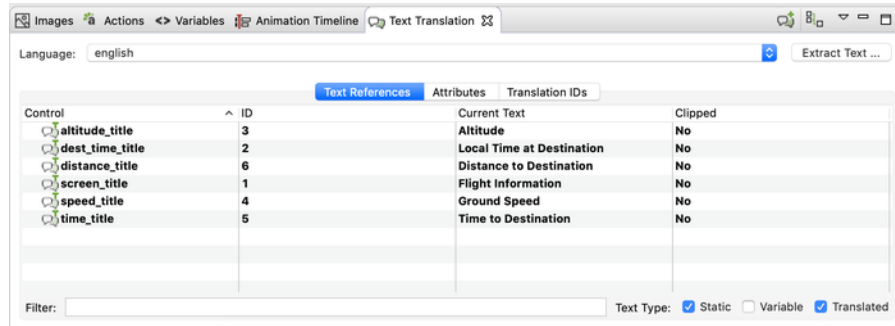 Images Actions <> Variables Animation Timeline Text Translation
Language: english Extract Text ...
Text References Attributes Translation IDs
Control ID Current Text Clipped
altitude_title 3 Altitude No
dest_time_title 2 Local Time at Destination No
distance_title 6 Distance to Destination No
screen_title 1 Flight Information No
speed_title 4 Ground Speed No
time_title 5 Time to Destination No
Filter: Text Type: Static Variable Translated